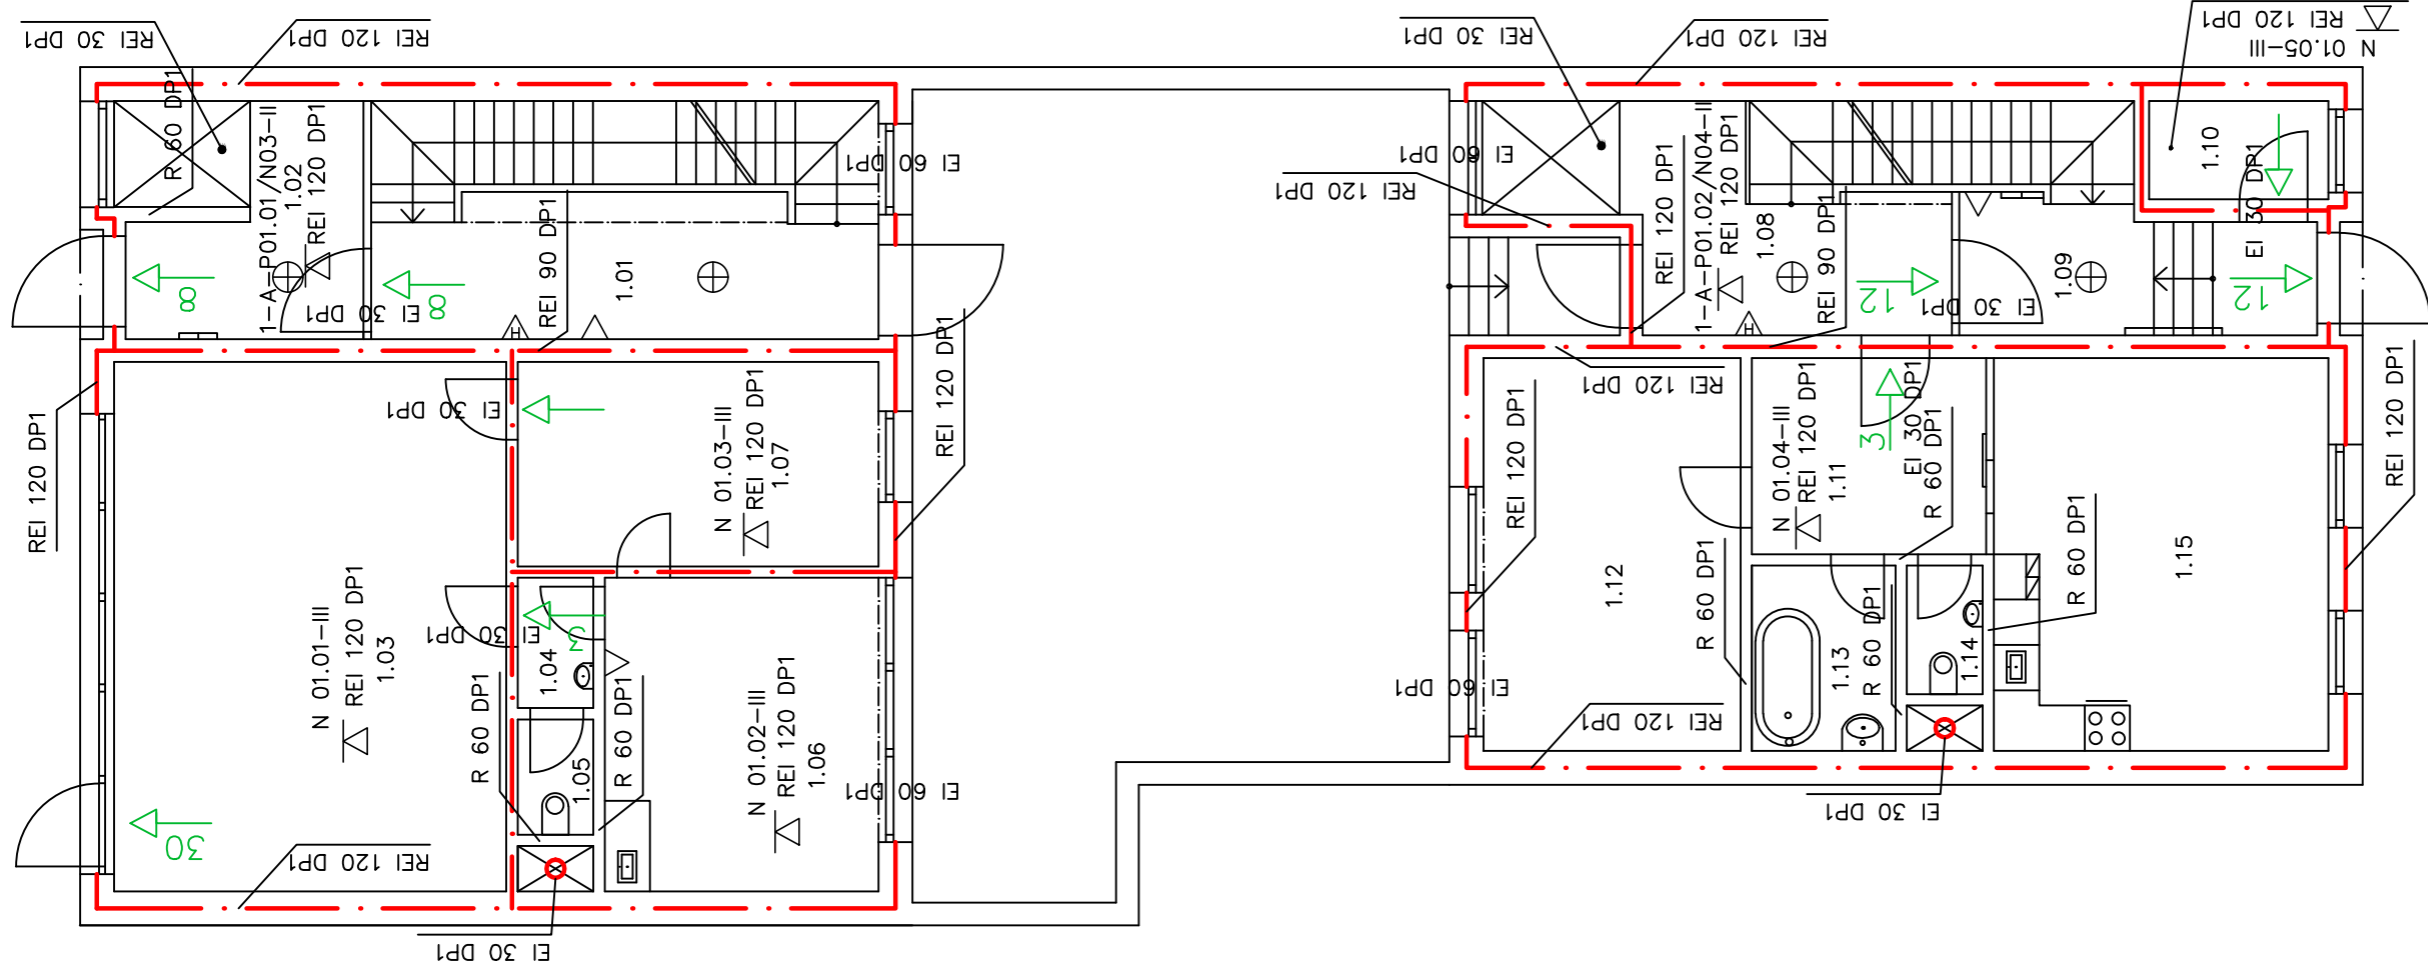 REI 30 DP1
REI 120 DP1
R 60 DP1
1-A-P01.01/N03-II
1.02
REI 120 DP1
EI 60 DP1
8
8
EI 30 DP1
REI 90 DP1
1.01
REI 120 DP1
H
REI 120 DP1
EI 30 DP1
N 01.03-III
REI 120 DP1
1.07
N 01.01-III
REI 120 DP1
1.03
EI 30 DP1
3
1.04
R 60 DP1
1.05
R 60 DP1
N 01.02-III
REI 120 DP1
1.06
EI 60 DP1
30
REI 120 DP1
EI 30 DP1
REI 30 DP1
REI 120 DP1
N 01.05-III
REI 120 DP1
EI 60 DP1
REI 120 DP1
REI 120 DP1
1-A-P01.02/N04-II
REI 120 DP1
1.08
REI 90 DP1
1.10
EI 30 DP1
12
EI 30 DP1
1.09
12
H
REI 120 DP1
REI 120 DP1
N 01.04-III
REI 120 DP1
1.11
3
EI 30 DP1
R 60 DP1
REI 120 DP1
1.12
R 60 DP1
R 60 DP1
1.15
1.13
R 60 DP1
1.14
EI 60 DP1
REI 120 DP1
EI 30 DP1